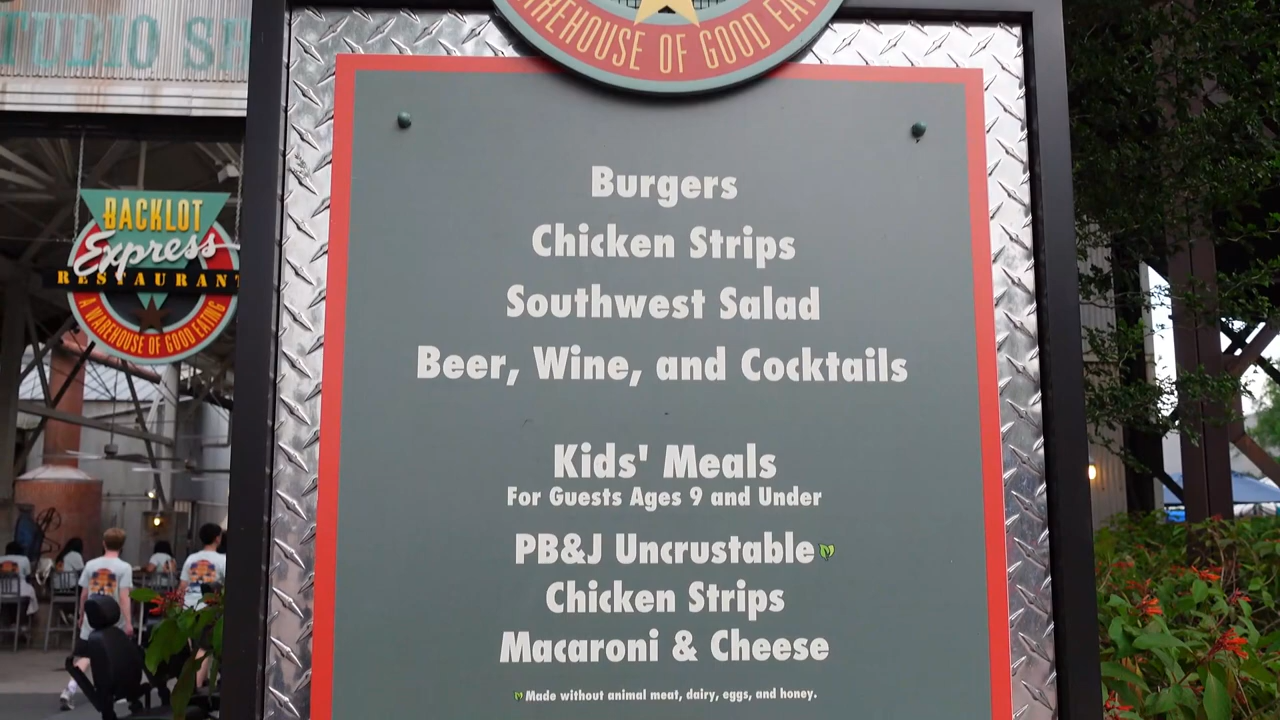 TUDIO
WAREHOUSE OF GOOD EATI
BACKLOT
Express
RESTAURANT
A WAREHOUSE OF GOOD EATING
Burgers
Chicken Strips
Southwest Salad
Beer, Wine, and Cocktails
Kids' Meals
For Guests Ages 9 and Under
PB&J Uncrustable
Chicken Strips
Macaroni & Cheese
Made without animal meat, dairy, eggs, and honey.